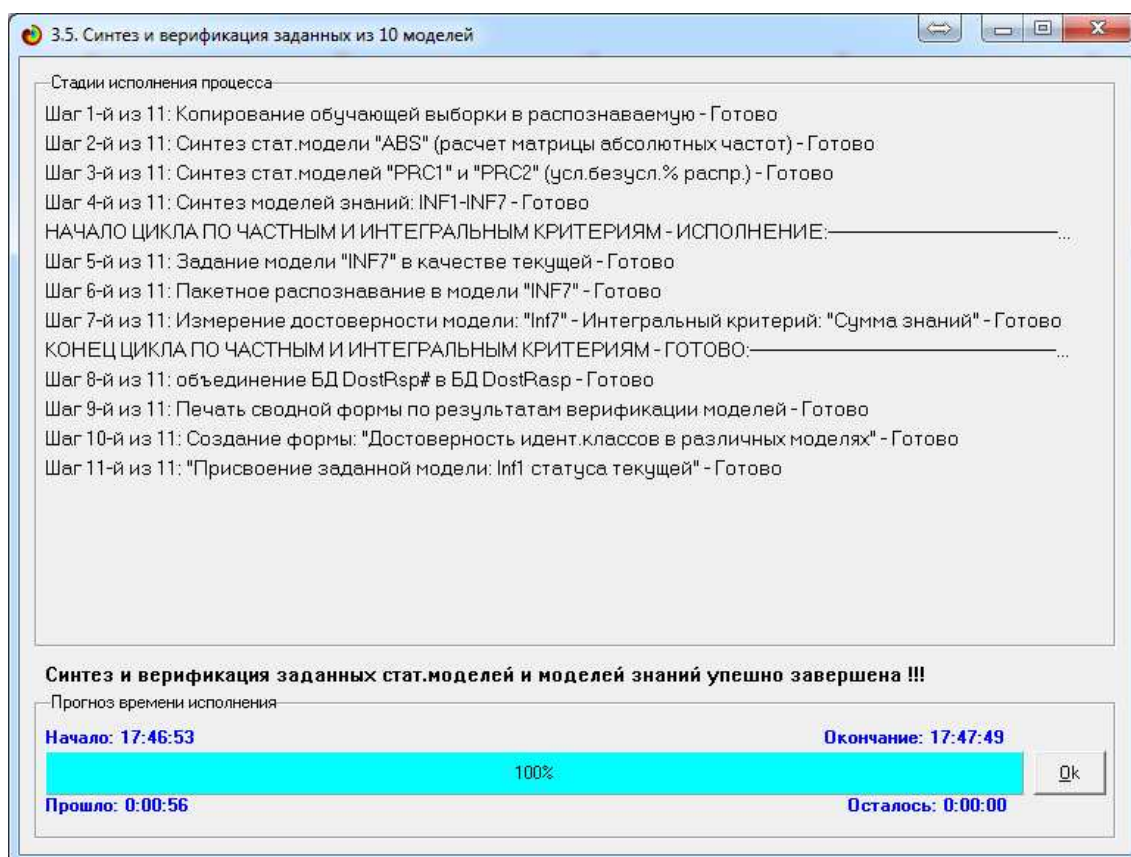 3.5. Синтез и верификация заданных из 10 моделей
Стадии исполнения процесса
Шаг 1-й из 11: Копирование обучающей выборки в распознаваемую - Готово
Шаг 2-й из 11: Синтез стат.модели "ABS" (расчет матрицы абсолютных частот) - Готово
Шаг 3-й из 11: Синтез стат.моделей "PRC1" и "PRC2" (усл.безусл.% распр.) - Готово
Шаг 4-й из 11: Синтез моделей знаний: INF1-INF7 - Готово
НАЧАЛО ЦИКЛА ПО ЧАСТНЫМ И ИНТЕГРАЛЬНЫМ КРИТЕРИЯМ - ИСПОЛНЕНИЕ:——————————...
Шаг 5-й из 11: Задание модели "INF7" в качестве текущей - Готово
Шаг 6-й из 11: Пакетное распознавание в модели "INF7" - Готово
Шаг 7-й из 11: Измерение достоверности модели: "Inf7" - Интегральный критерий: "Сумма знаний" - Готово
КОНЕЦ ЦИКЛА ПО ЧАСТНЫМ И ИНТЕГРАЛЬНЫМ КРИТЕРИЯМ - ГОТОВО:——————————...
Шаг 8-й из 11: объединение БД DostRsp# в БД DostRasp - Готово
Шаг 9-й из 11: Печать сводной формы по результатам верификации моделей - Готово
Шаг 10-й из 11: Создание формы: "Достоверность идент.классов в различных моделях" - Готово
Шаг 11-й из 11: "Присвоение заданной модели: Inf1 статуса текущей" - Готово
Синтез и верификация заданных стат.моделей и моделей знаний упешно завершена !!!
Прогноз времени исполнения
Начало: 17:46:53 Окончание: 17:47:49
100% Ok
Прошло: 0:00:56 Осталось: 0:00:00